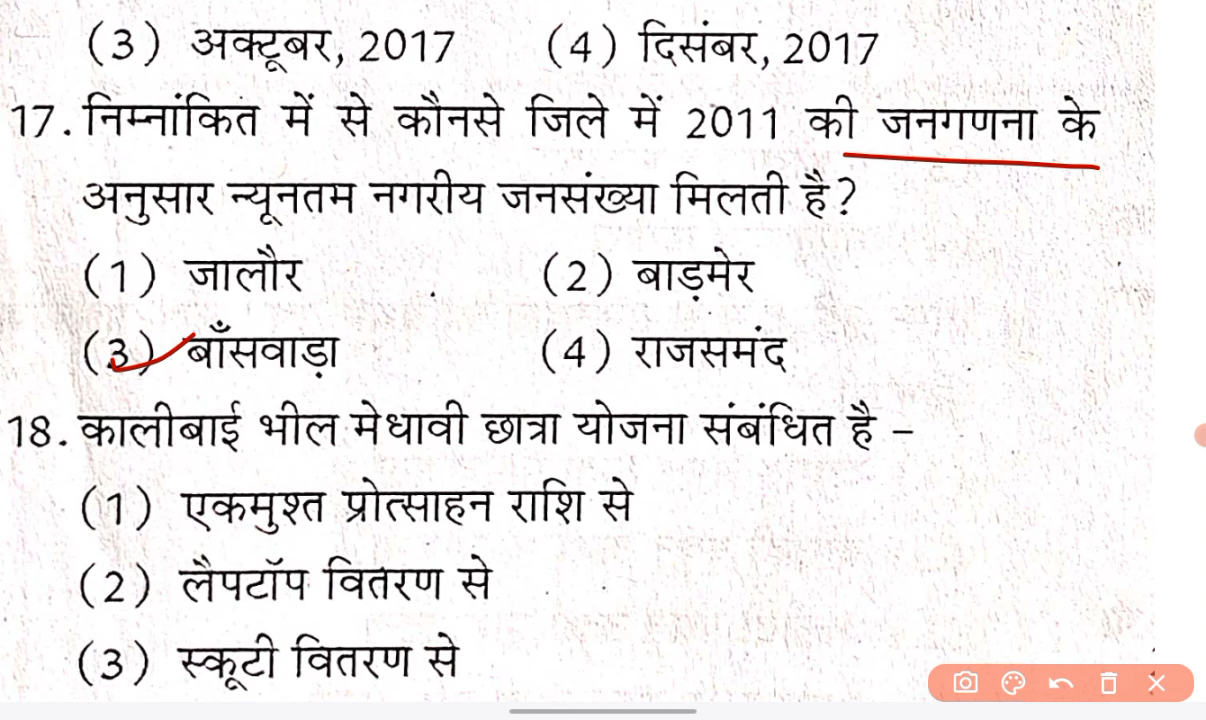 (3) अक्टूबर, 2017 (4) दिसंबर, 2017
17. निम्नांकित में से कौनसे जिले में 2011 की जनगणना के
अनुसार न्यूनतम नगरीय जनसंख्या मिलती है?
(1) जालौर (2) बाड़मेर
(3) बाँसवाड़ा (4) राजसमंद
18. कालीबाई भील मेधावी छात्रा योजना संबंधित है –
(1) एकमुश्त प्रोत्साहन राशि से
(2) लैपटॉप वितरण से
(3) स्कूटी वितरण से